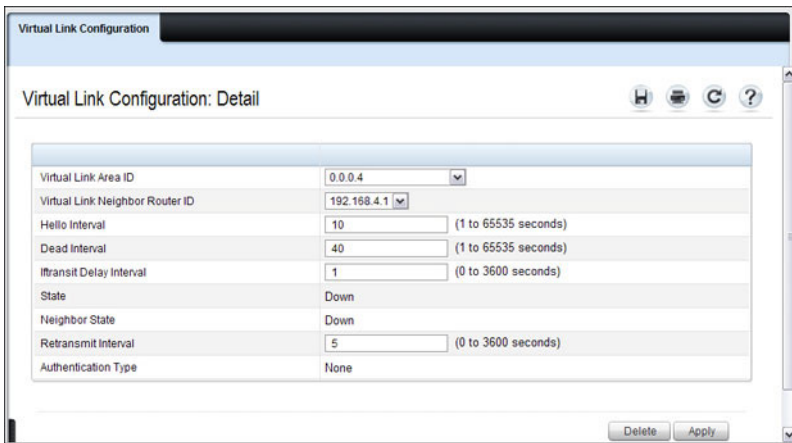 Virtual Link Configuration
Virtual Link Configuration: Detail
Virtual Link Area ID 0.0.0.4
Virtual Link Neighbor Router ID 192.168.4.1
Hello Interval 10 (1 to 65535 seconds)
Dead Interval 40 (1 to 65535 seconds)
Iftransit Delay Interval 1 (0 to 3600 seconds)
State Down
Neighbor State Down
Retransmit Interval 5 (0 to 3600 seconds)
Authentication Type None
Delete Apply